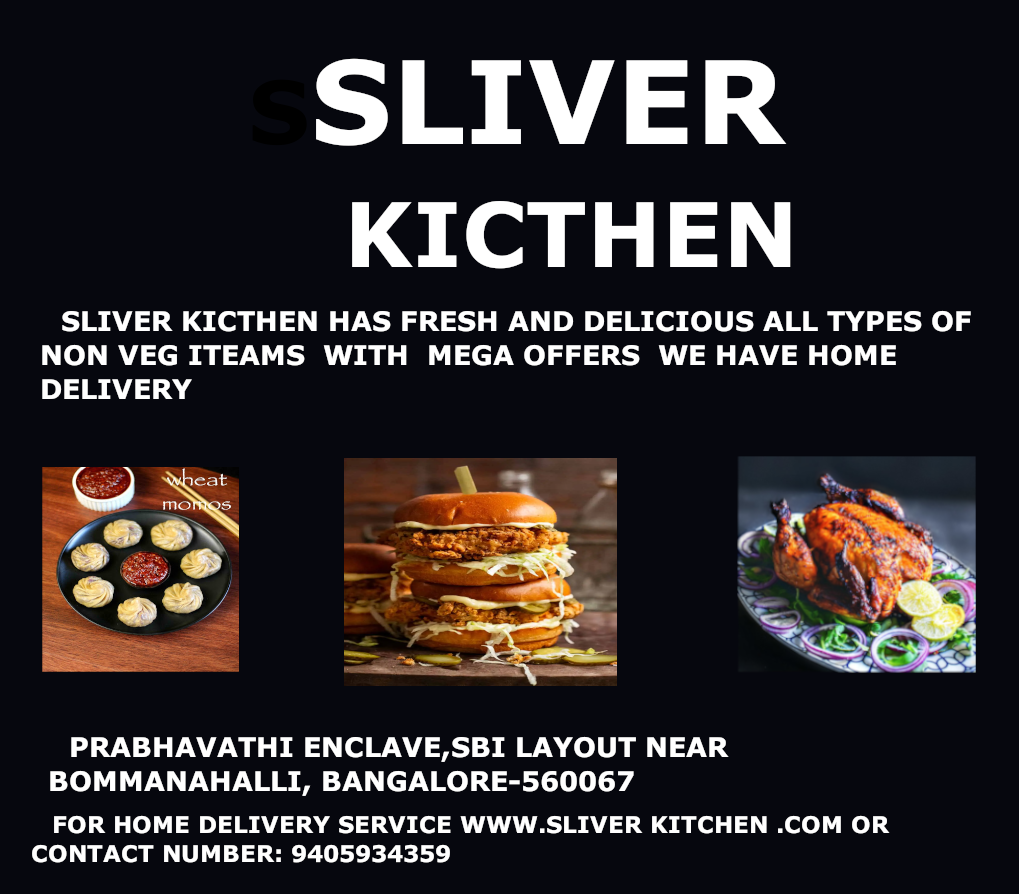 SSLIVER
KICTHEN
SLIVER KICTHEN HAS FRESH AND DELICIOUS ALL TYPES OF
NON VEG ITEAMS WITH MEGA OFFERS WE HAVE HOME
DELIVERY
wheat
momos
PRABHAVATHI ENCLAVE,SBI LAYOUT NEAR
BOMMANAHALLI, BANGALORE-560067
FOR HOME DELIVERY SERVICE WWW.SLIVER KITCHEN .COM OR
CONTACT NUMBER: 9405934359